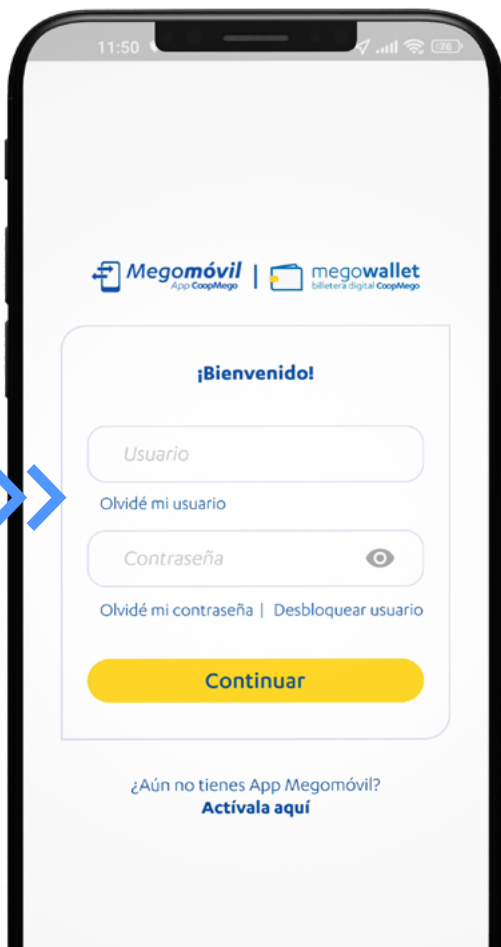 11:50 76
Megomóvil | megowallet
App CoopMego billetera digital CoopMego
¡Bienvenido!
Usuario
Olvidé mi usuario
Contraseña
Olvidé mi contraseña | Desbloquear usuario
Continuar
¿Aún no tienes App Megomóvil?
Actívala aquí